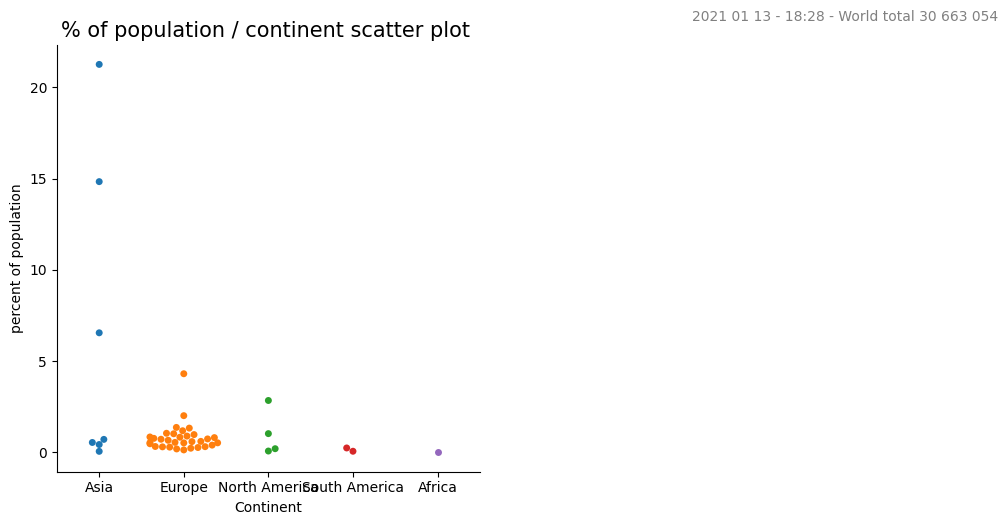 2021 01 13 - 18:28 - World total 30 663 054
% of population / continent scatter plot
percent of population
20
15
10
5
0
Asia Europe North America South America Africa
Continent